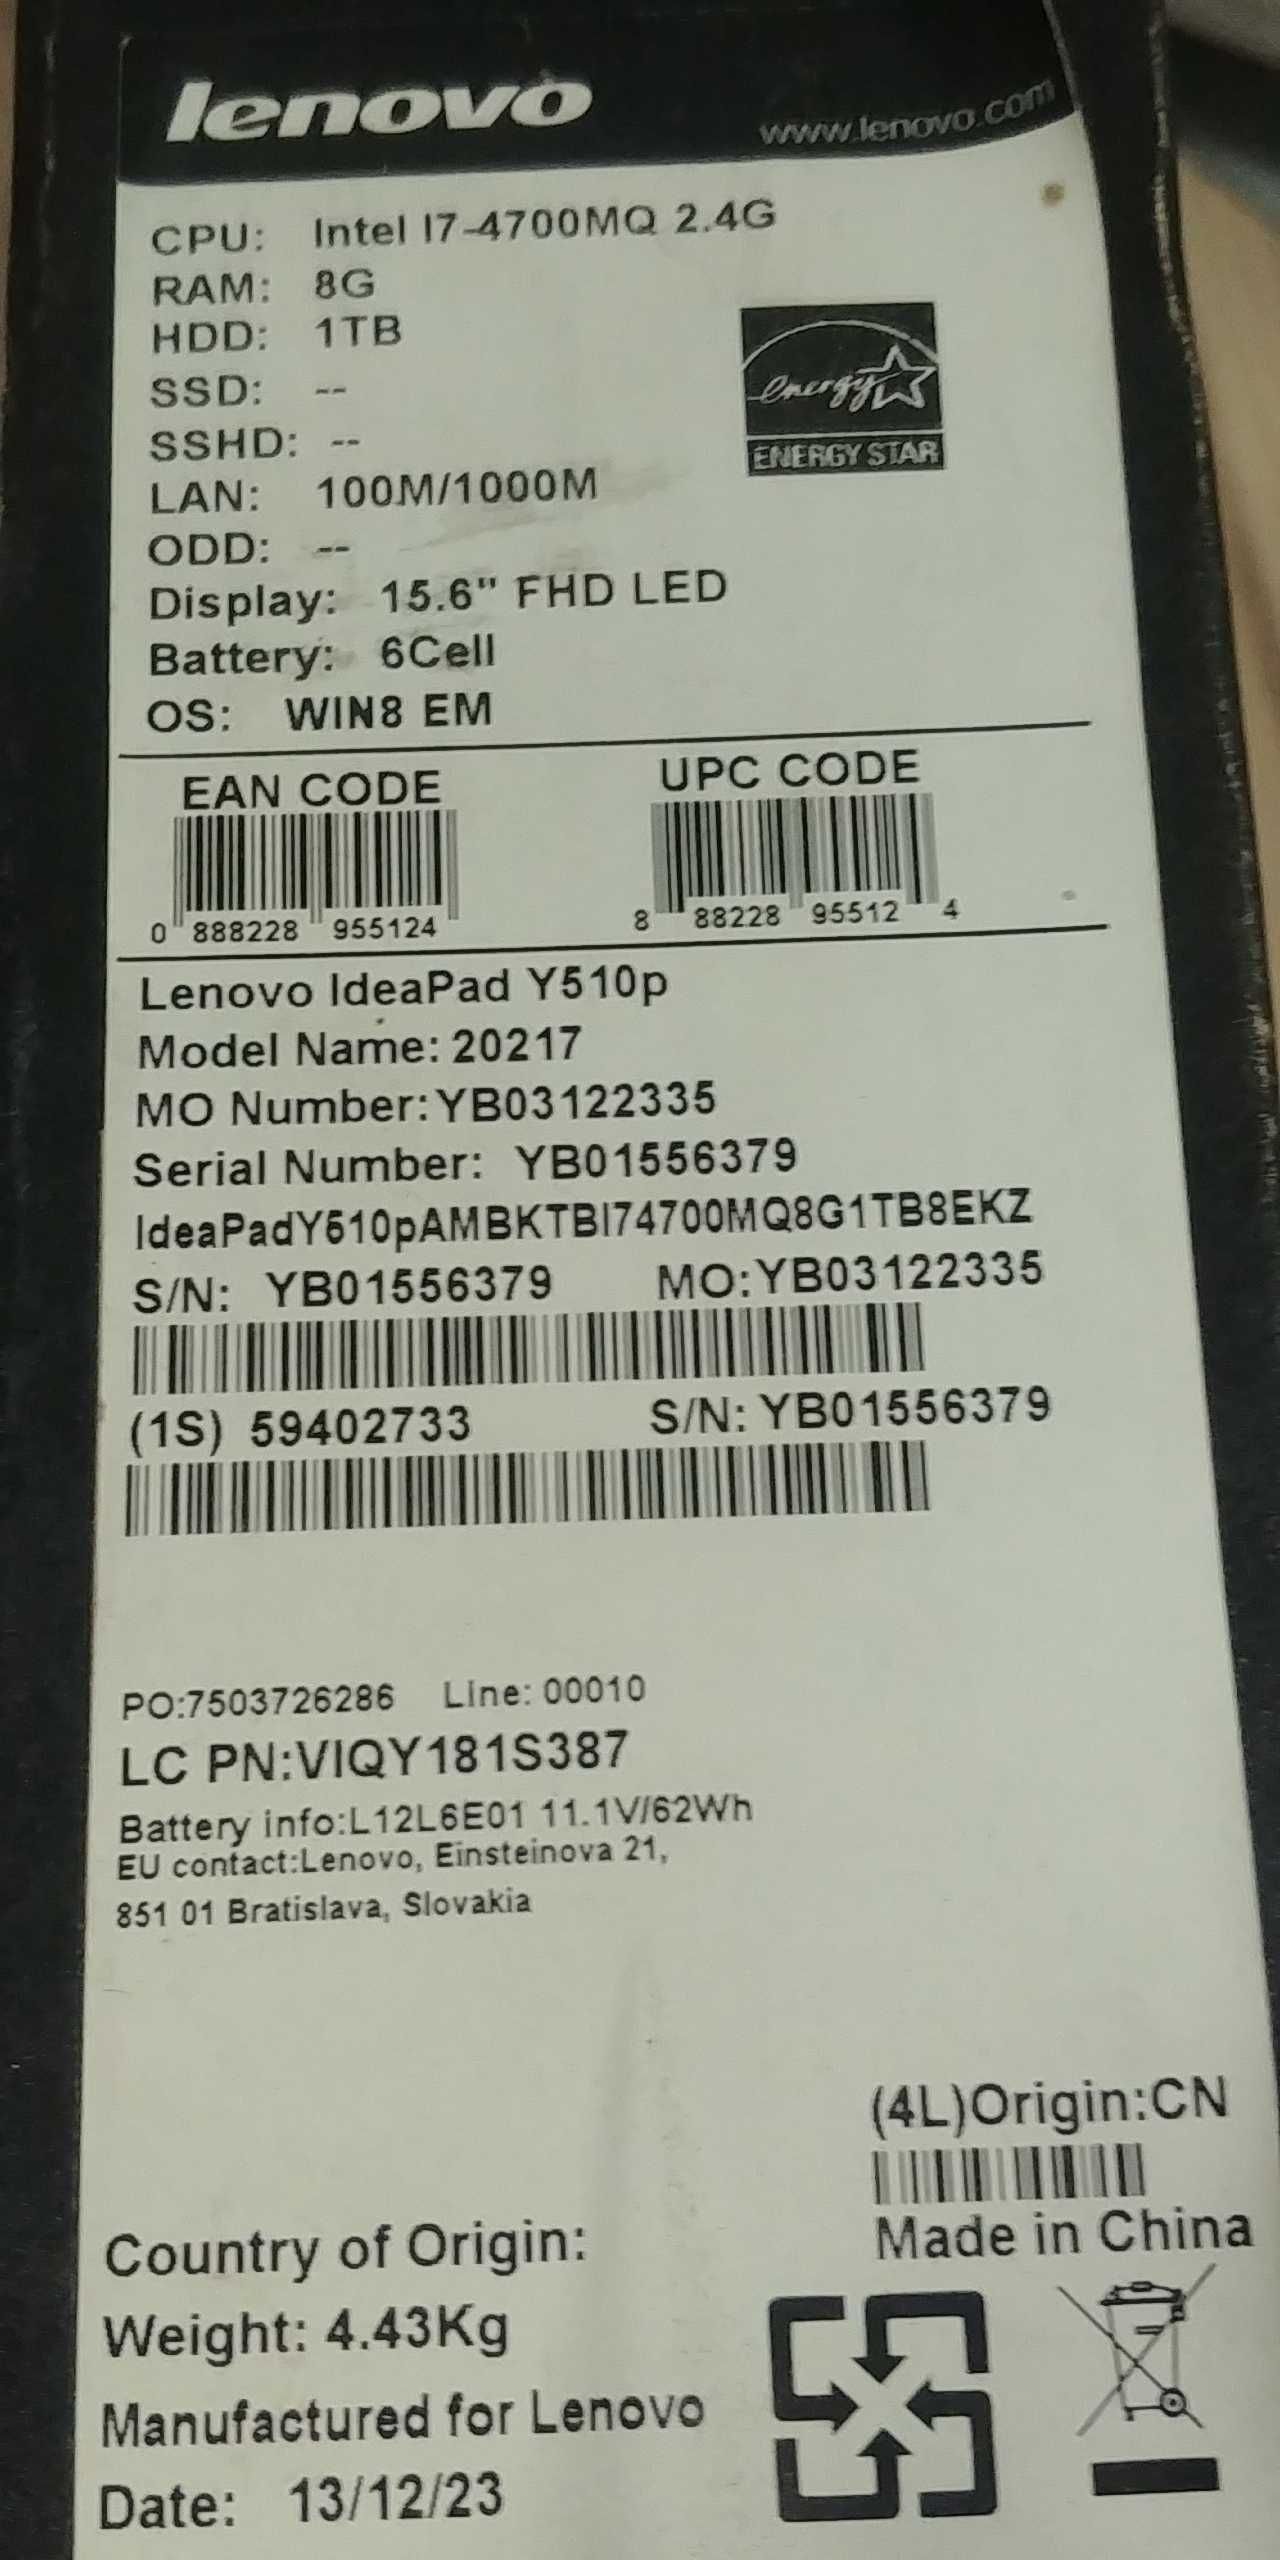 lenovo
www.lenovo.com
CPU: Intel I7-4700MQ 2.4G
RAM: 8G
HDD: 1TB
SSD: --
SSHD: --
LAN: 100M/1000M
ODD: --
Display: 15.6" FHD LED
Battery: 6Cell
OS: WIN8 EM
energy
ENERGY STAR
EAN CODE UPC CODE
0 888228 955124 8 88228 95512 4
Lenovo IdeaPad Y510p
Model Name: 20217
MO Number:YB03122335
Serial Number: YB01556379
IdeaPadY510pAMBKTBI74700MQ8G1TB8EKZ
S/N: YB01556379 MO:YB03122335
(1S) 59402733 S/N: YB01556379
PO:7503726286 Line: 00010
LC PN:VIQY181S387
Battery info:L12L6E01 11.1V/62Wh
EU contact:Lenovo, Einsteinova 21,
851 01 Bratislava, Slovakia
(4L)Origin:CN
Made in China
Country of Origin:
Weight: 4.43Kg
Manufactured for Lenovo
Date: 13/12/23